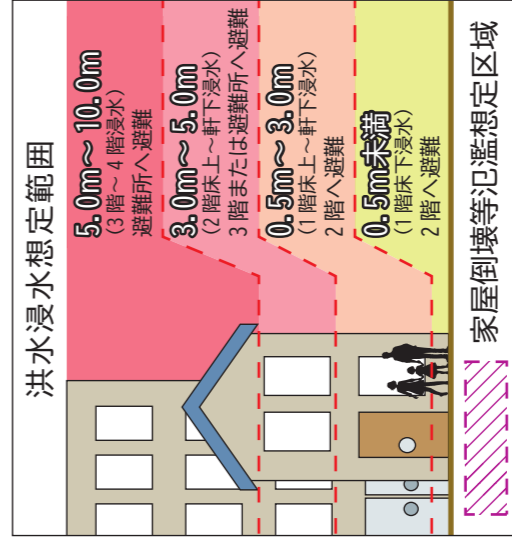 洪水浸水想定範囲
5.0m～10.0m
(3階～4階浸水)
避難所へ避難
3.0m～5.0m
(2階床上～軒下浸水)
3階または避難所へ避難
0.5m～3.0m
(1階床上～軒下浸水)
2階へ避難
0.5m未満
(1階床下浸水)
2階へ避難
家屋倒壊等氾濫想定区域